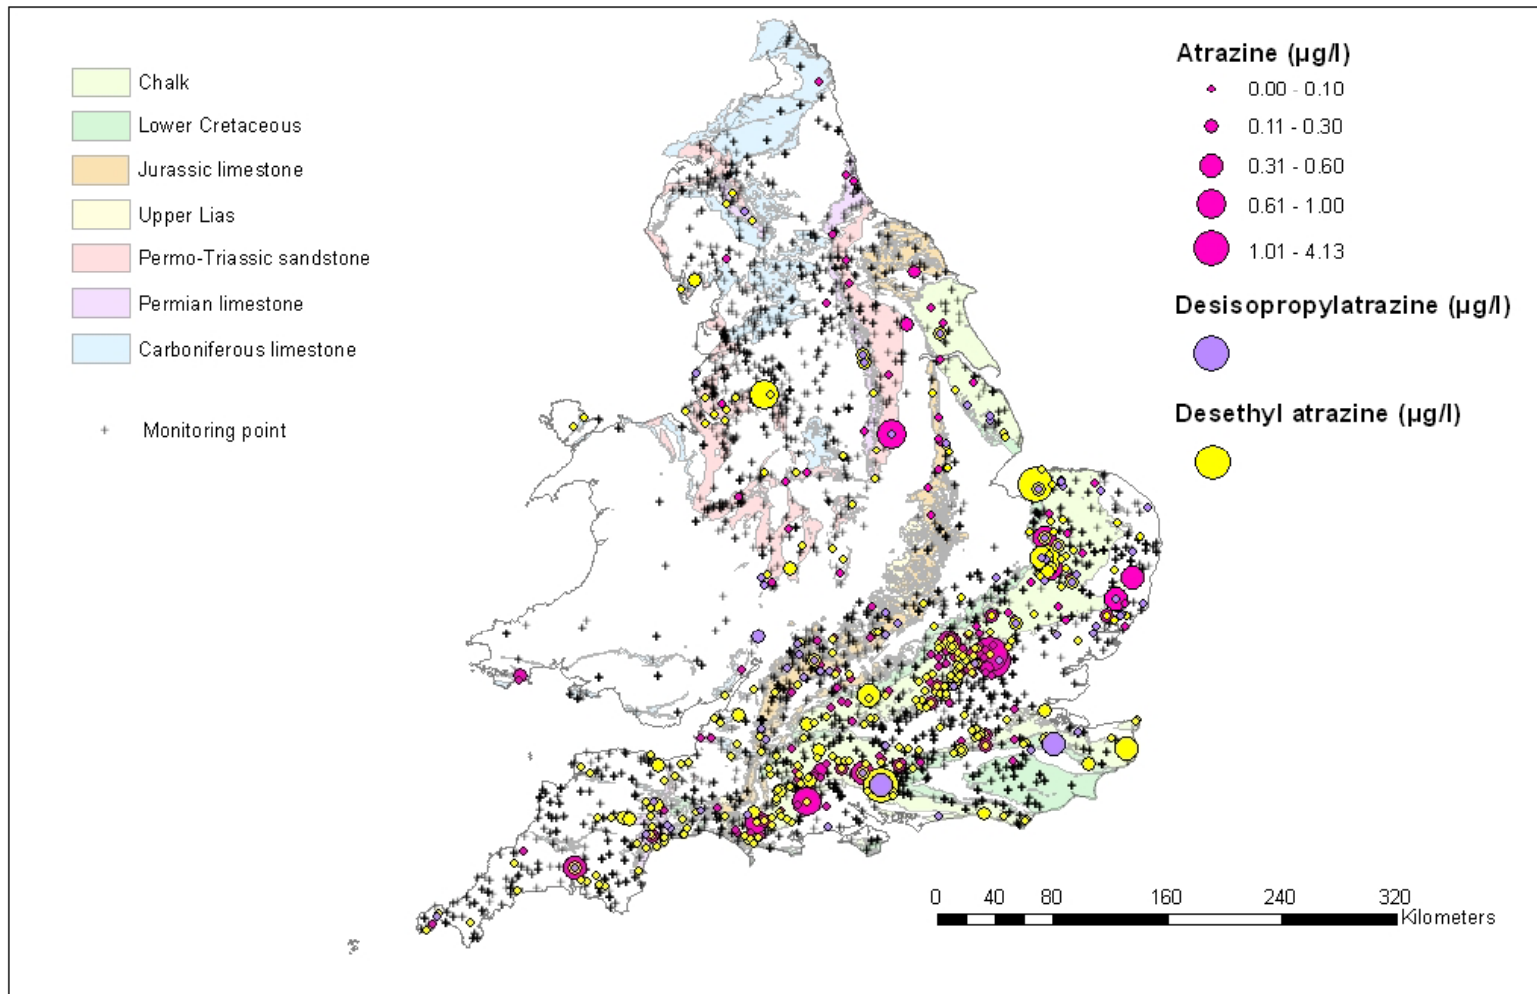 Chalk
Lower Cretaceous
Jurassic limestone
Upper Lias
Permo-Triassic sandstone
Permian limestone
Carboniferous limestone
Monitoring point
Atrazine (µg/l)
0.00 - 0.10
0.11 - 0.30
0.31 - 0.60
0.61 - 1.00
1.01 - 4.13
Desisopropylatrazine (µg/l)
Desethyl atrazine (µg/l)
0 40 80 160 240 320
Kilometers